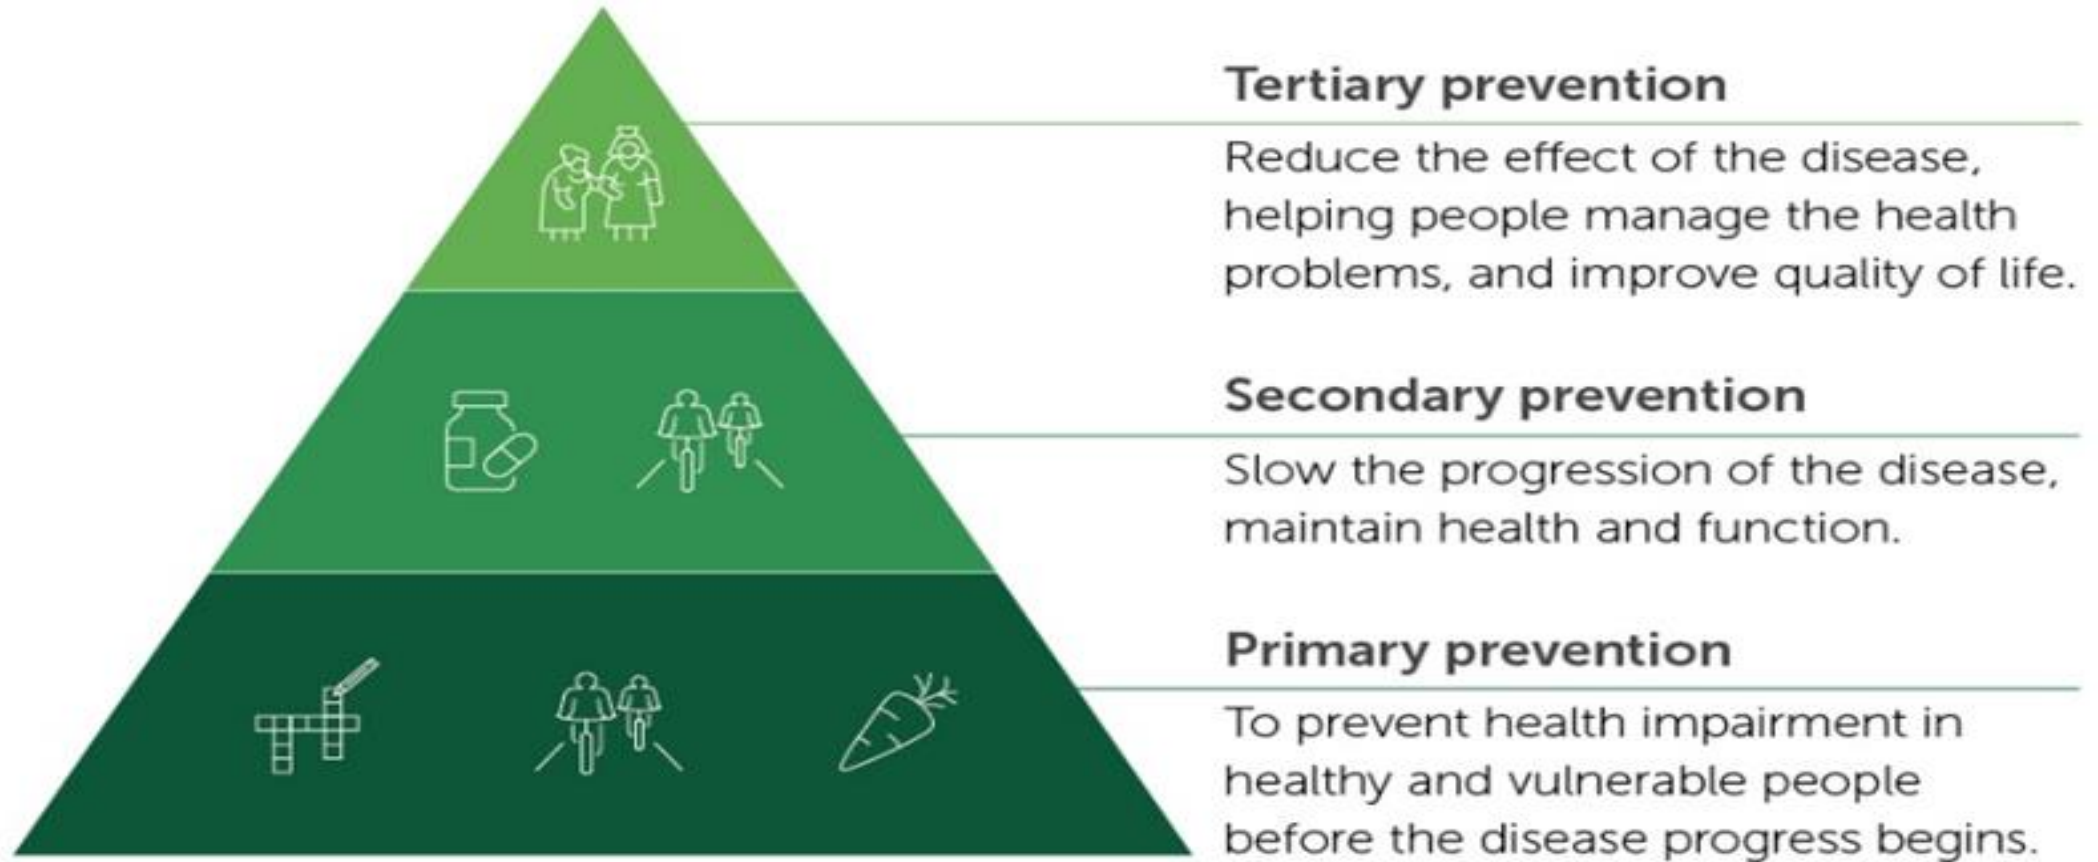 Tertiary prevention
Reduce the effect of the disease,
helping people manage the health
problems, and improve quality of life.
Secondary prevention
Slow the progression of the disease,
maintain health and function.
Primary prevention
To prevent health impairment in
healthy and vulnerable people
before the disease progress begins.